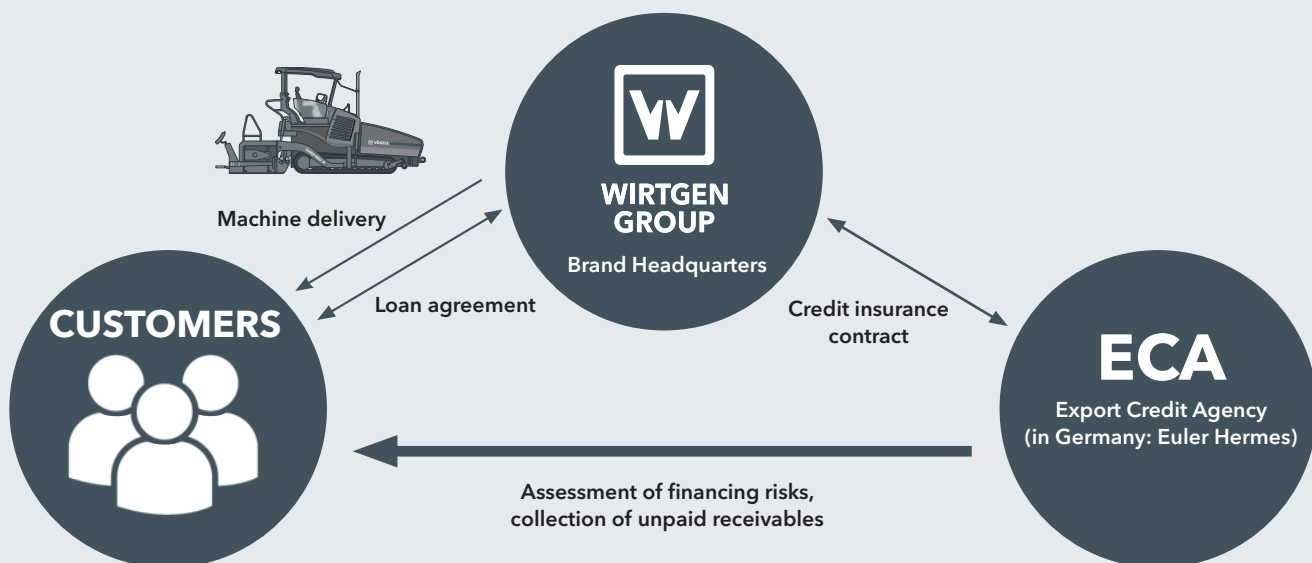 W
WIRTGEN
GROUP
Brand Headquarters
Machine delivery
Loan agreement
CUSTOMERS
Credit insurance
contract
ECA
Export Credit Agency
(in Germany: Euler Hermes)
Assessment of financing risks,
collection of unpaid receivables
VÖGELE